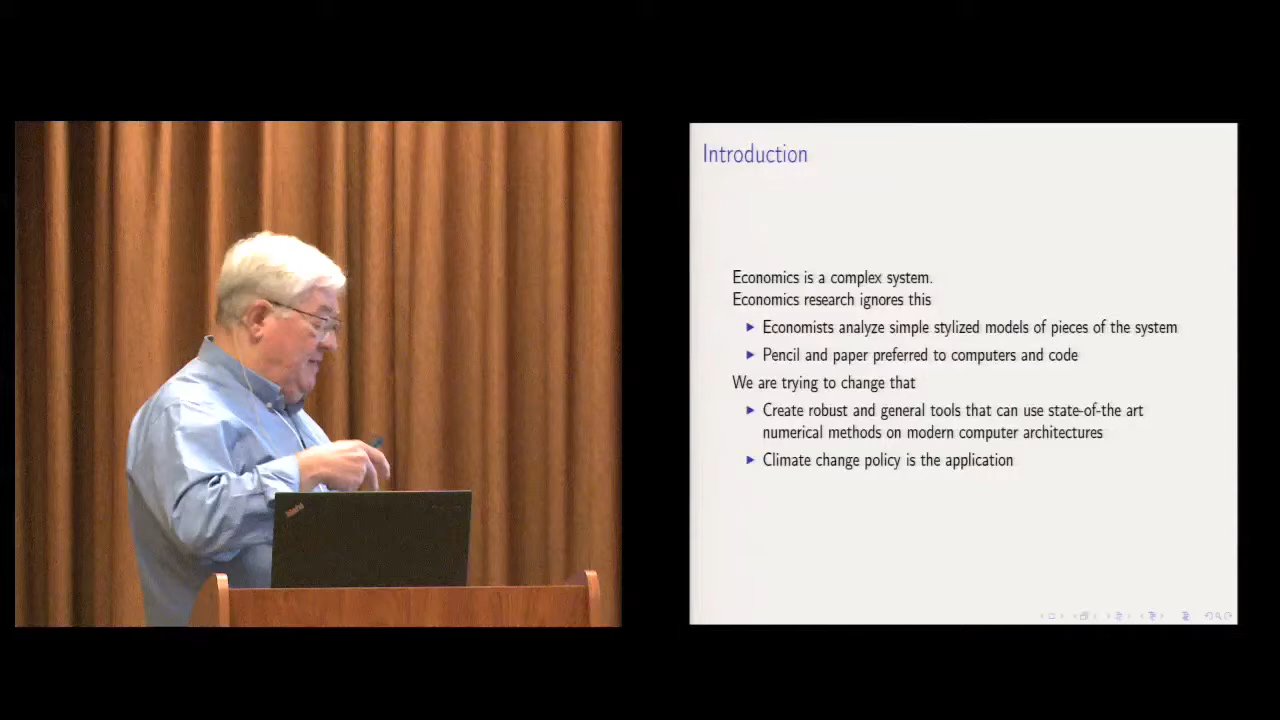 Introduction
Economics is a complex system.
Economics research ignores this
Economists analyze simple stylized models of pieces of the system
Pencil and paper preferred to computers and code
We are trying to change that
Create robust and general tools that can use state-of-the art
numerical methods on modern computer architectures
Climate change policy is the application